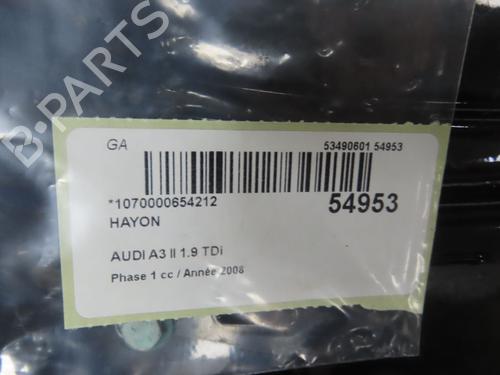 B-PARTS
GA 53490601 54953
*1070000654212 54953
HAYON
AUDI A3 II 1.9 TDi
Phase 1 cc / Année 2008